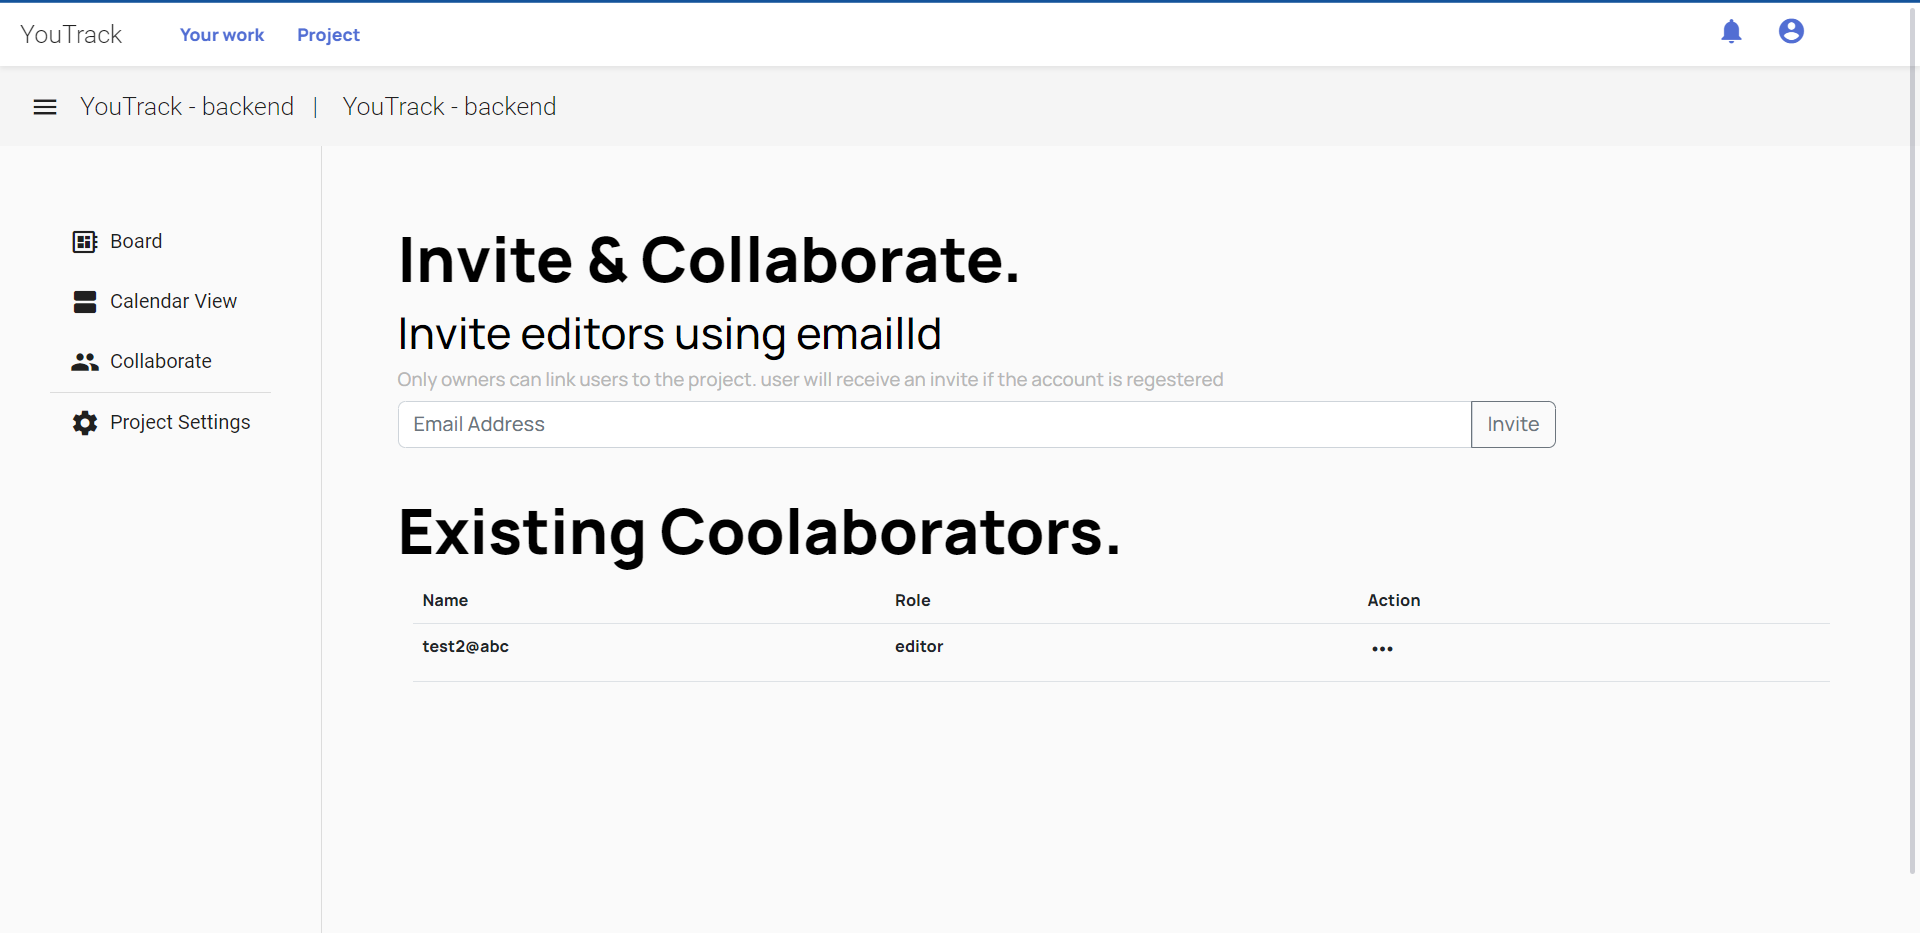 YouTrack Your work Project
YouTrack - backend | YouTrack - backend
Board
Calendar View
Collaborate
Project Settings
Invite & Collaborate.
Invite editors using emailId
Only owners can link users to the project. user will receive an invite if the account is regestered
Email Address Invite
Existing Coolaborators.
Name Role Action
test2@abc editor